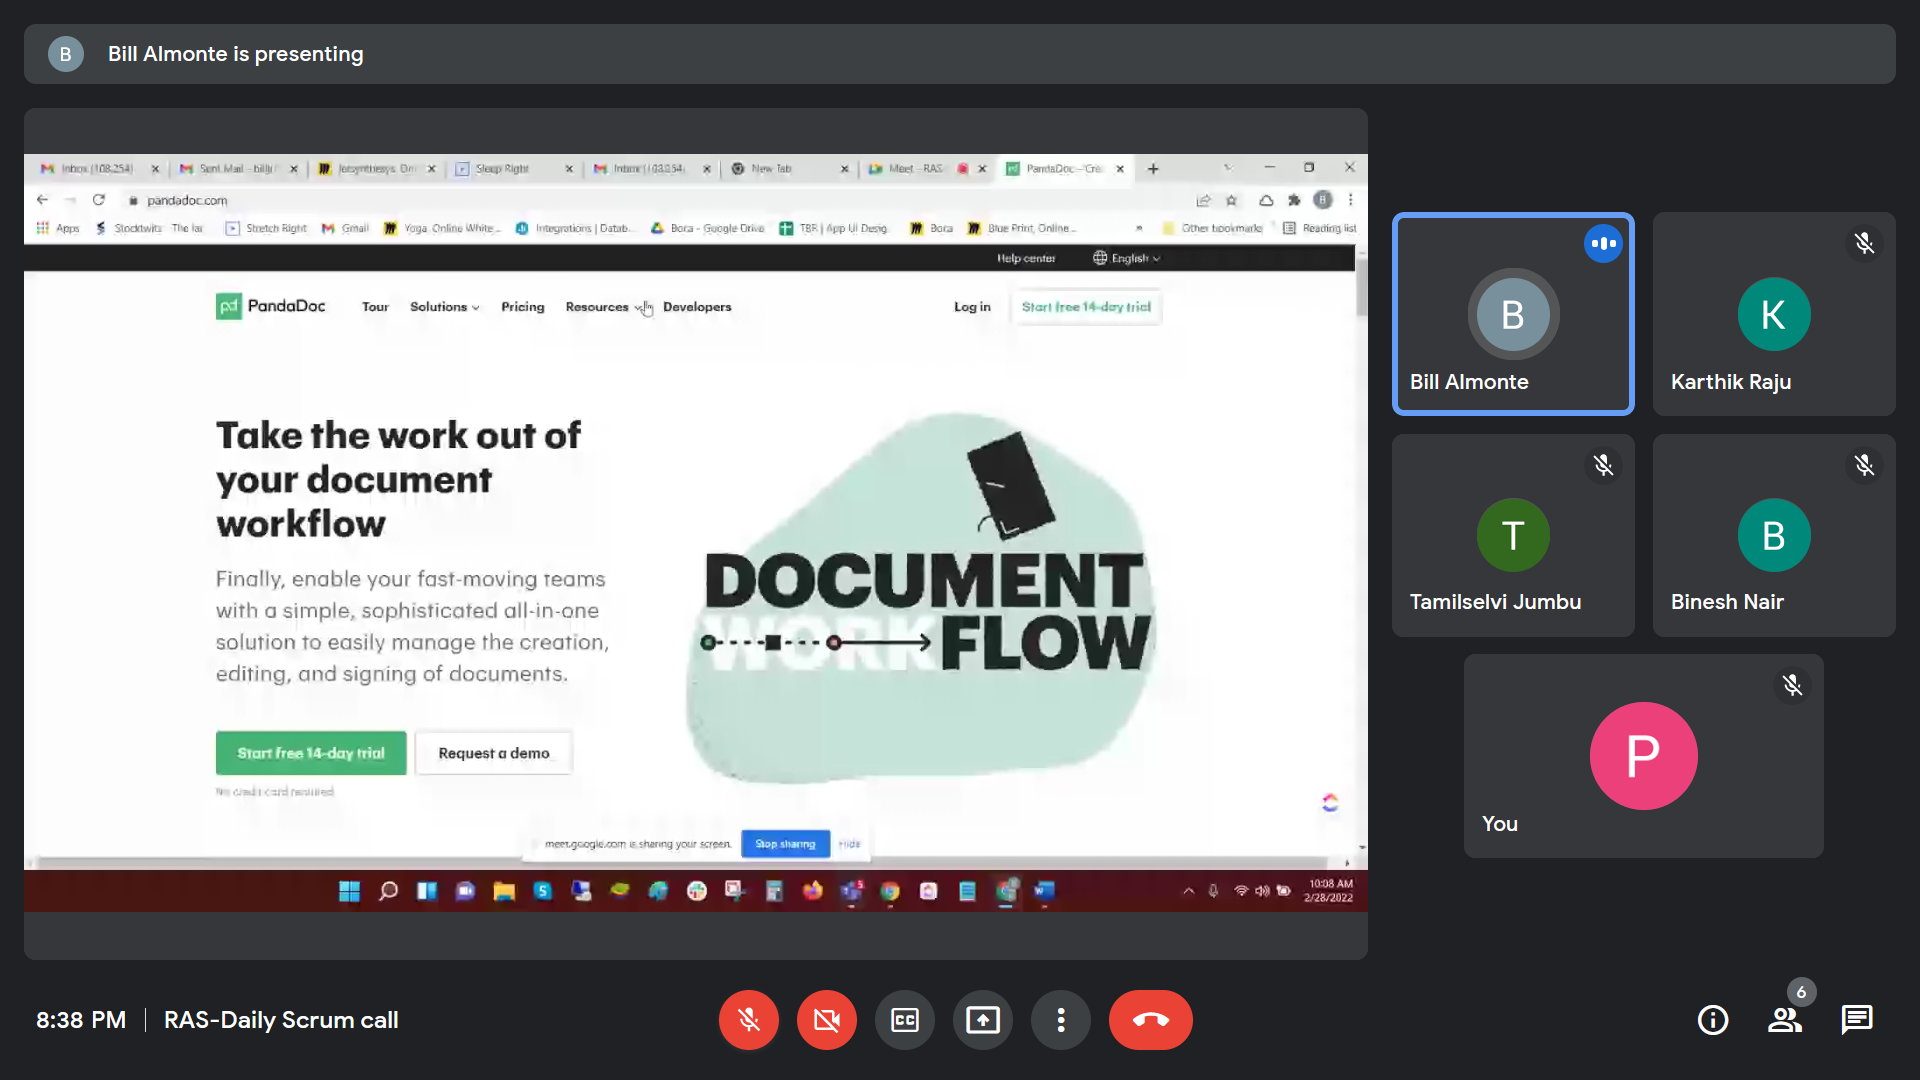 B Bill Almonte is presenting
Inbox (108,254) Sent Mail - billj Sleep Right Inbox (108,254) New Tab Meet - RAS PandaDoc - Cre
pandadoc.com B
Apps Stocktwits The lar Stretch Right Gmail Yoga, Online White... Integrations | Datab... Bora - Google Drive TBR | App UI Desig Bora Blue Print, Online... » Other bookmarks Reading list
Help center English
pd PandaDoc Tour Solutions Pricing Resources Developers Log in Start free 14-day trial
Take the work out of
your document
workflow
Finally, enable your fast-moving teams
with a simple, sophisticated all-in-one
solution to easily manage the creation,
editing, and signing of documents.
Start free 14-day trial Request a demo
No credit card required
DOCUMENT
WORKFLOW
meet.google.com is sharing your screen. Stop sharing Hide
10:08 AM
2/28/2022
B
Bill Almonte
K
Karthik Raju
T
Tamilselvi Jumbu
B
Binesh Nair
P
You
8:38 PM | RAS-Daily Scrum call
CC
6